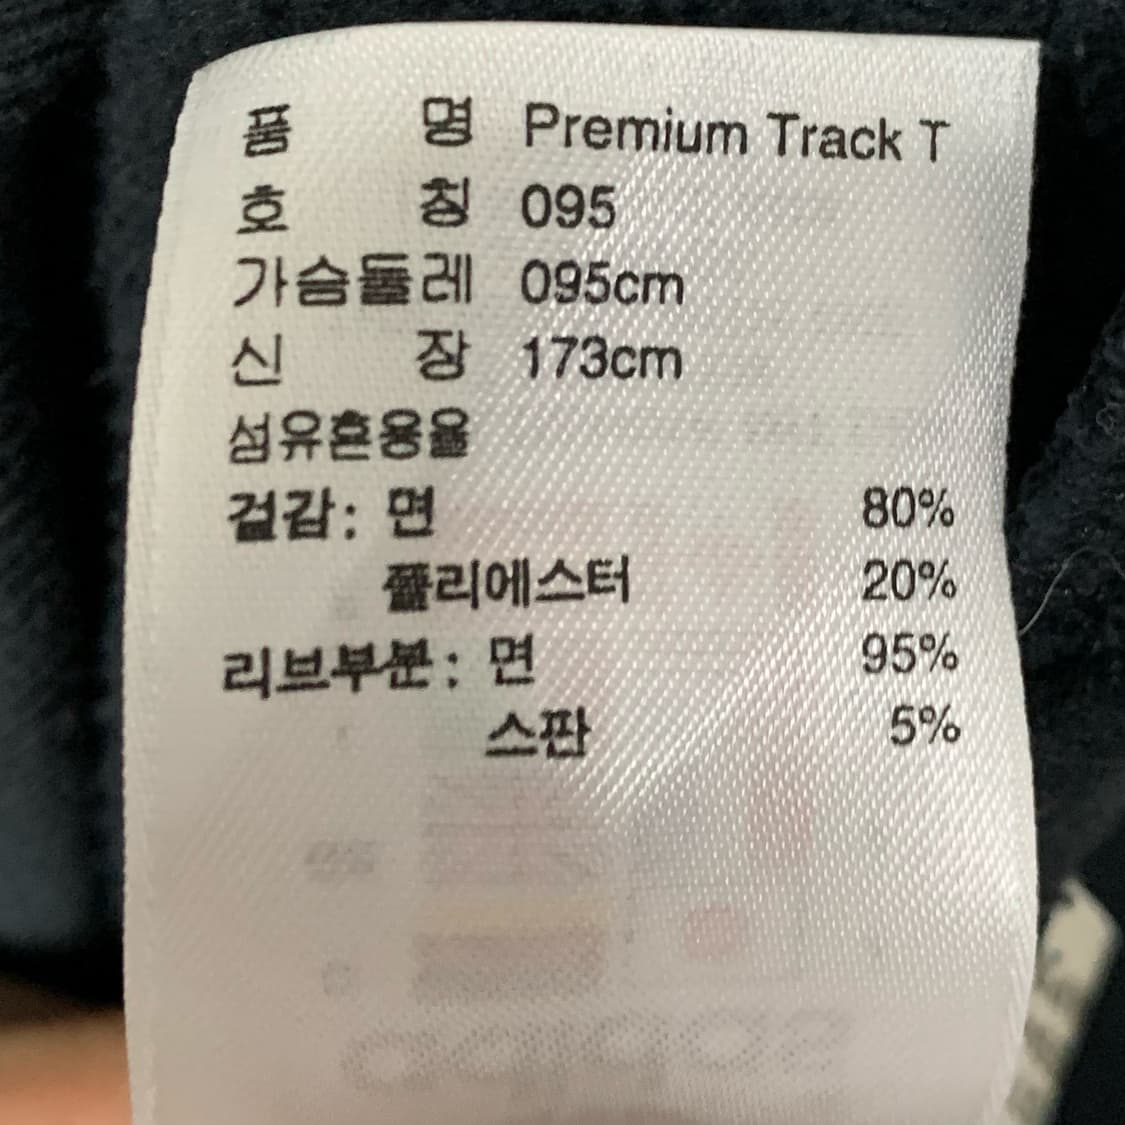 품 명 Premium Track T
호 칭 095
가슴둘레 095cm
신 장 173cm
섬유혼용율
겉감: 면 80%
폴리에스터 20%
리브부분: 면 95%
스판 5%